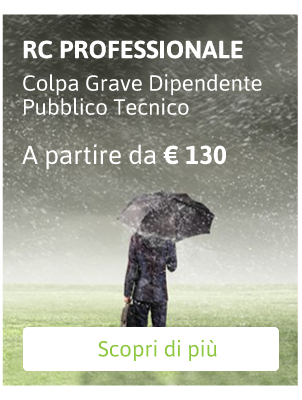 RC PROFESSIONALE
Colpa Grave Dipendente
Pubblico Tecnico
A partire da € 130
Scopri di più